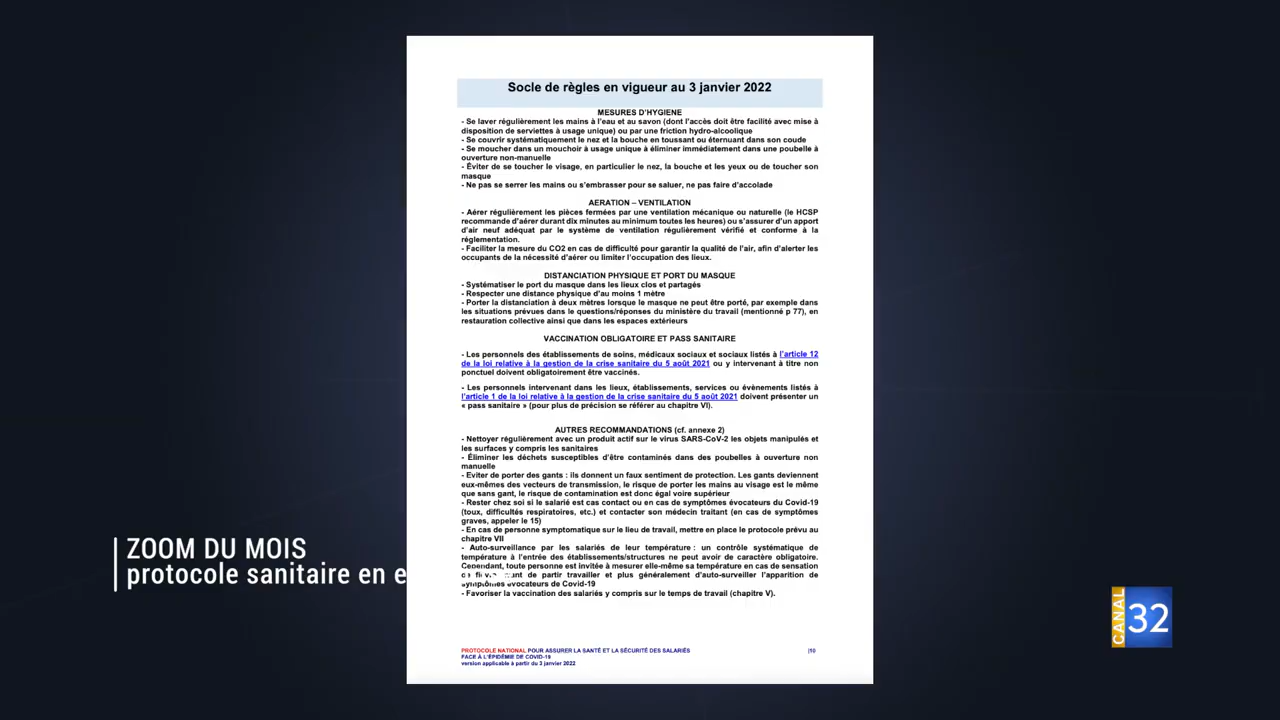 Socle de règles en vigueur au 3 janvier 2022
MESURES D'HYGIENE
- Se laver régulièrement les mains à l'eau et au savon (dont l'accès doit être facilité avec mise à
disposition de serviettes à usage unique) ou par une friction hydro-alcoolique
- Se couvrir systématiquement le nez et la bouche en toussant ou éternuant dans son coude
- Se moucher dans un mouchoir à usage unique à éliminer immédiatement dans une poubelle à
ouverture non-manuelle
- Éviter de se toucher le visage, en particulier le nez, la bouche et les yeux ou de toucher son
masque
- Ne pas se serrer les mains ou s'embrasser pour se saluer, ne pas faire d'accolade
AERATION – VENTILATION
- Aérer régulièrement les pièces fermées par une ventilation mécanique ou naturelle (le HCSP
recommande d'aérer durant dix minutes au minimum toutes les heures) ou s'assurer d'un apport
d'air neuf adéquat par le système de ventilation régulièrement vérifié et conforme à la
réglementation.
- Faciliter la mesure du CO2 en cas de difficulté pour garantir la qualité de l'air, afin d'alerter les
occupants de la nécessité d'aérer ou limiter l'occupation des lieux.
DISTANCIATION PHYSIQUE ET PORT DU MASQUE
- Systématiser le port du masque dans les lieux clos et partagés
- Respecter une distance physique d'au moins 1 mètre
- Porter la distanciation à deux mètres lorsque le masque ne peut être porté, par exemple dans
les situations prévues dans le questions/réponses du ministère du travail (mentionné p 77), en
restauration collective ainsi que dans les espaces extérieurs
VACCINATION OBLIGATOIRE ET PASS SANITAIRE
- Les personnels des établissements de soins, médicaux sociaux et sociaux listés à l'article 12
de la loi relative à la gestion de la crise sanitaire du 5 août 2021 ou y intervenant à titre non
ponctuel doivent obligatoirement être vaccinés.
- Les personnels intervenant dans les lieux, établissements, services ou évènements listés à
l'article 1 de la loi relative à la gestion de la crise sanitaire du 5 août 2021 doivent présenter un
« pass sanitaire » (pour plus de précision se référer au chapitre VI).
AUTRES RECOMMANDATIONS (cf. annexe 2)
- Nettoyer régulièrement avec un produit actif sur le virus SARS-CoV-2 les objets manipulés et
les surfaces y compris les sanitaires
- Éliminer les déchets susceptibles d'être contaminés dans des poubelles à ouverture non
manuelle
- Eviter de porter des gants : ils donnent un faux sentiment de protection. Les gants deviennent
eux-mêmes des vecteurs de transmission, le risque de porter les mains au visage est le même
que sans gant, le risque de contamination est donc égal voire supérieur
- Rester chez soi si le salarié est cas contact ou en cas de symptômes évocateurs du Covid-19
(toux, difficultés respiratoires, etc.) et contacter son médecin traitant (en cas de symptômes
graves, appeler le 15)
- En cas de personne symptomatique sur le lieu de travail, mettre en place le protocole prévu au
chapitre VII
- Auto-surveillance par les salariés de leur température : un contrôle systématique de
température à l'entrée des établissements/structures ne peut avoir de caractère obligatoire.
Cependant, toute personne est invitée à mesurer elle-même sa température en cas de sensation
de partir travailler et plus généralement d'auto-surveiller l'apparition de
symptômes évocateurs de Covid-19
- Favoriser la vaccination des salariés y compris sur le temps de travail (chapitre V).
PROTOCOLE NATIONAL POUR ASSURER LA SANTÉ ET LA SÉCURITÉ DES SALARIÉS
FACE À L'ÉPIDÉMIE DE COVID-19
version applicable à partir du 3 janvier 2022
|10
ZOOM DU MOIS
protocole sanitaire en e
CANAL
32